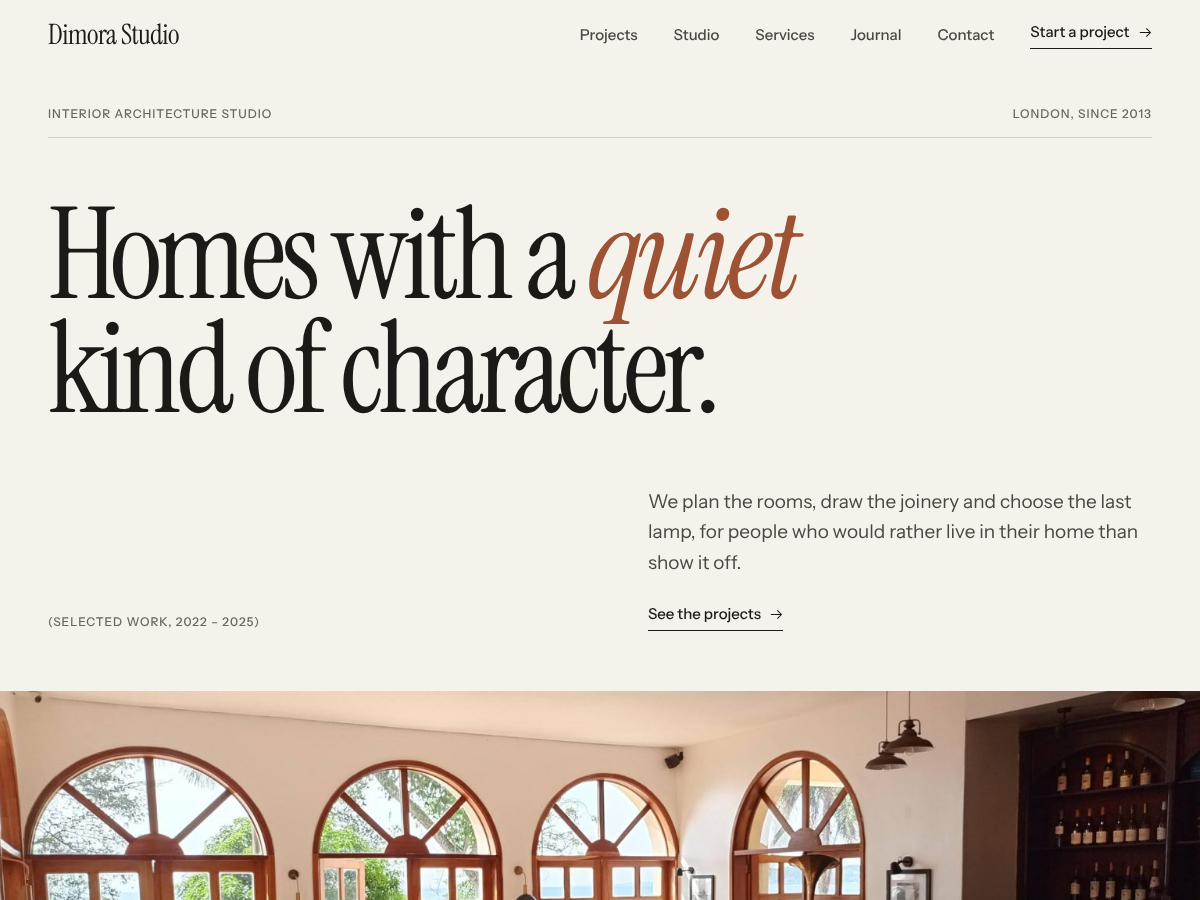 Dimora Studio
Projects Studio Services Journal Contact Start a project →
INTERIOR ARCHITECTURE STUDIO
LONDON, SINCE 2013
Homes with a quiet
kind of character.
We plan the rooms, draw the joinery and choose the last
lamp, for people who would rather live in their home than
show it off.
(SELECTED WORK, 2022 – 2025)
See the projects →